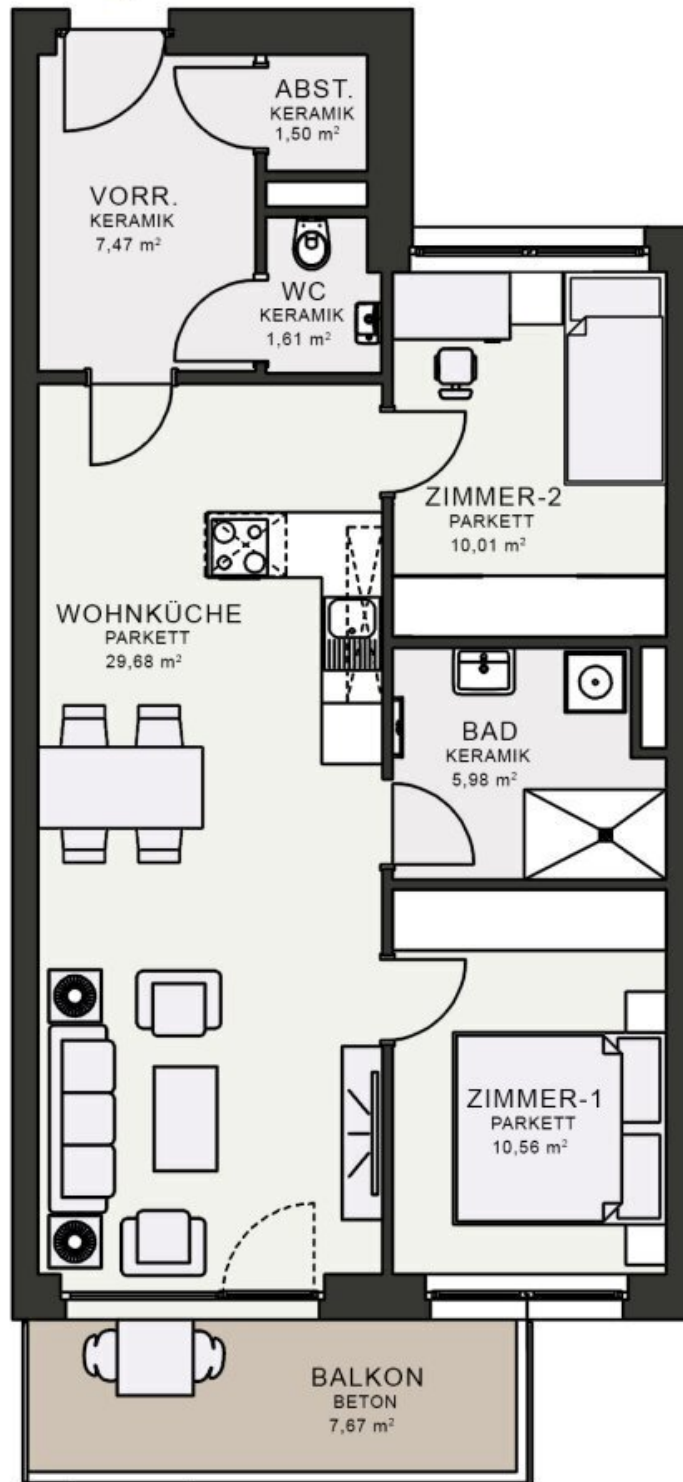 ABST.
KERAMIK
1,50 m²
VORR.
KERAMIK
7,47 m²
WC
KERAMIK
1,61 m²
ZIMMER-2
PARKETT
10,01 m²
WOHNKÜCHE
PARKETT
29,68 m²
BAD
KERAMIK
5,98 m²
ZIMMER-1
PARKETT
10,56 m²
BALKON
BETON
7,67 m²